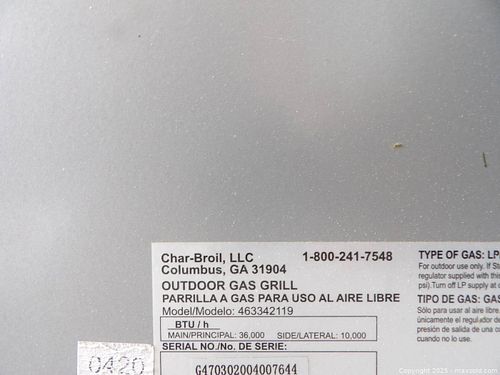 Char-Broil, LLC 1-800-241-7548
Columbus, GA 31904
OUTDOOR GAS GRILL
PARRILLA A GAS PARA USO AL AIRE LIBRE
Model/Modelo: 463342119
BTU / h
MAIN/PRINCIPAL: 36,000 SIDE/LATERAL: 10,000
SERIAL NO./No. DE SERIE:
G470302004007644
0420
TYPE OF GAS: LP
For outdoor use only. If St
regulator supplied with this
psi).Turn off LP supply at c
TIPO DE GAS: GAS
Sólo para usar al aire libre.
únicamente el regulador de
presión de salida de una co
cuando no lo use.
Copyright 2025 - maxsold.com